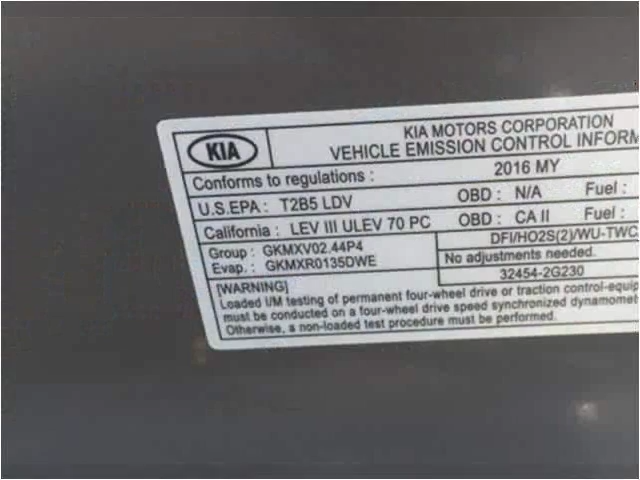 KIA
KIA MOTORS CORPORATION
VEHICLE EMISSION CONTROL INFORM
Conforms to regulations : 2016 MY
U.S.EPA : T2B5 LDV OBD : N/A Fuel :
California : LEV III ULEV 70 PC OBD : CA II Fuel :
Group : GKMXV02.44P4
Evap. : GKMXR0135DWE
DFI/HO2S(2)/WU-TWC
No adjustments needed.
32454-2G230
[WARNING]
Loaded I/M testing of permanent four-wheel drive or traction control-equip
must be conducted on a four-wheel drive speed synchronized dynamome
Otherwise, a non-loaded test procedure must be performed.